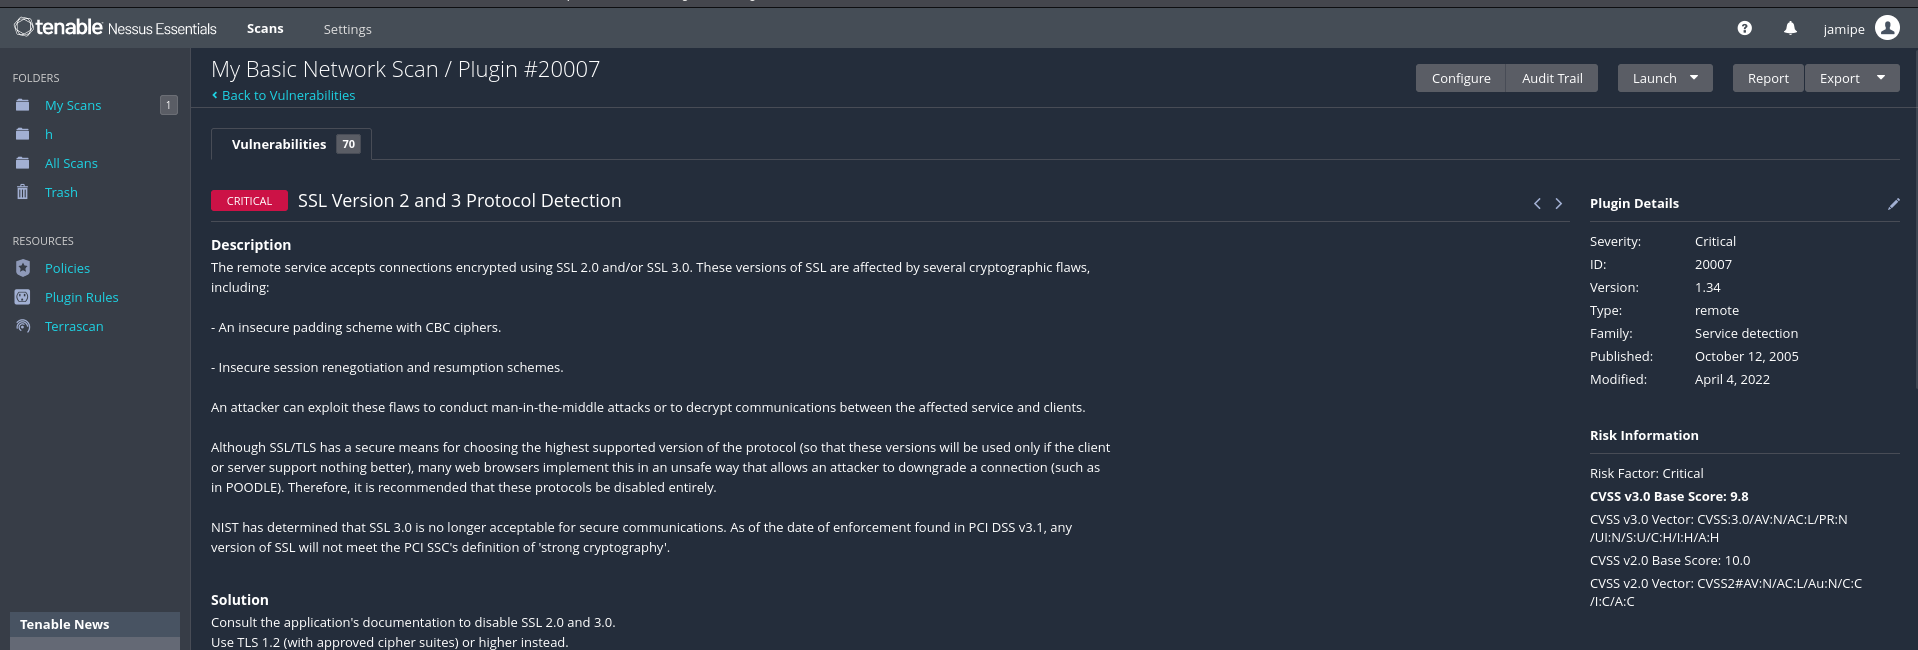 tenable Nessus Essentials
Scans
Settings
jamipe
FOLDERS
My Scans
1
h
All Scans
Trash
RESOURCES
Policies
Plugin Rules
Terrascan
Tenable News
My Basic Network Scan / Plugin #20007
Back to Vulnerabilities
Configure
Audit Trail
Launch
Report
Export
Vulnerabilities 70
CRITICAL
SSL Version 2 and 3 Protocol Detection
Description
The remote service accepts connections encrypted using SSL 2.0 and/or SSL 3.0. These versions of SSL are affected by several cryptographic flaws,
including:
- An insecure padding scheme with CBC ciphers.
- Insecure session renegotiation and resumption schemes.
An attacker can exploit these flaws to conduct man-in-the-middle attacks or to decrypt communications between the affected service and clients.
Although SSL/TLS has a secure means for choosing the highest supported version of the protocol (so that these versions will be used only if the client
or server support nothing better), many web browsers implement this in an unsafe way that allows an attacker to downgrade a connection (such as
in POODLE). Therefore, it is recommended that these protocols be disabled entirely.
NIST has determined that SSL 3.0 is no longer acceptable for secure communications. As of the date of enforcement found in PCI DSS v3.1, any
version of SSL will not meet the PCI SSC's definition of 'strong cryptography'.
Solution
Consult the application's documentation to disable SSL 2.0 and 3.0.
Use TLS 1.2 (with approved cipher suites) or higher instead.
Plugin Details
Severity: Critical
ID: 20007
Version: 1.34
Type: remote
Family: Service detection
Published: October 12, 2005
Modified: April 4, 2022
Risk Information
Risk Factor: Critical
CVSS v3.0 Base Score: 9.8
CVSS v3.0 Vector: CVSS:3.0/AV:N/AC:L/PR:N
/UI:N/S:U/C:H/I:H/A:H
CVSS v2.0 Base Score: 10.0
CVSS v2.0 Vector: CVSS2#AV:N/AC:L/Au:N/C:C
/I:C/A:C